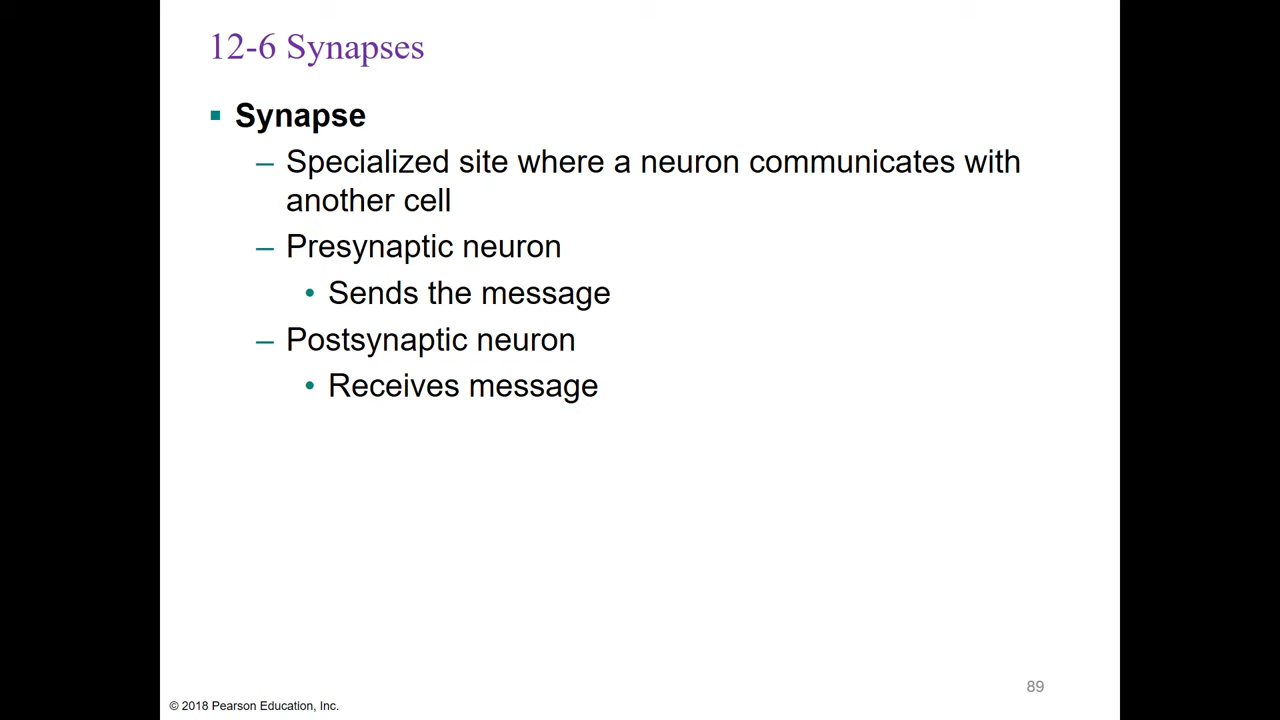 12-6 Synapses
▪ Synapse
– Specialized site where a neuron communicates with
another cell
– Presynaptic neuron
• Sends the message
– Postsynaptic neuron
• Receives message
89
© 2018 Pearson Education, Inc.